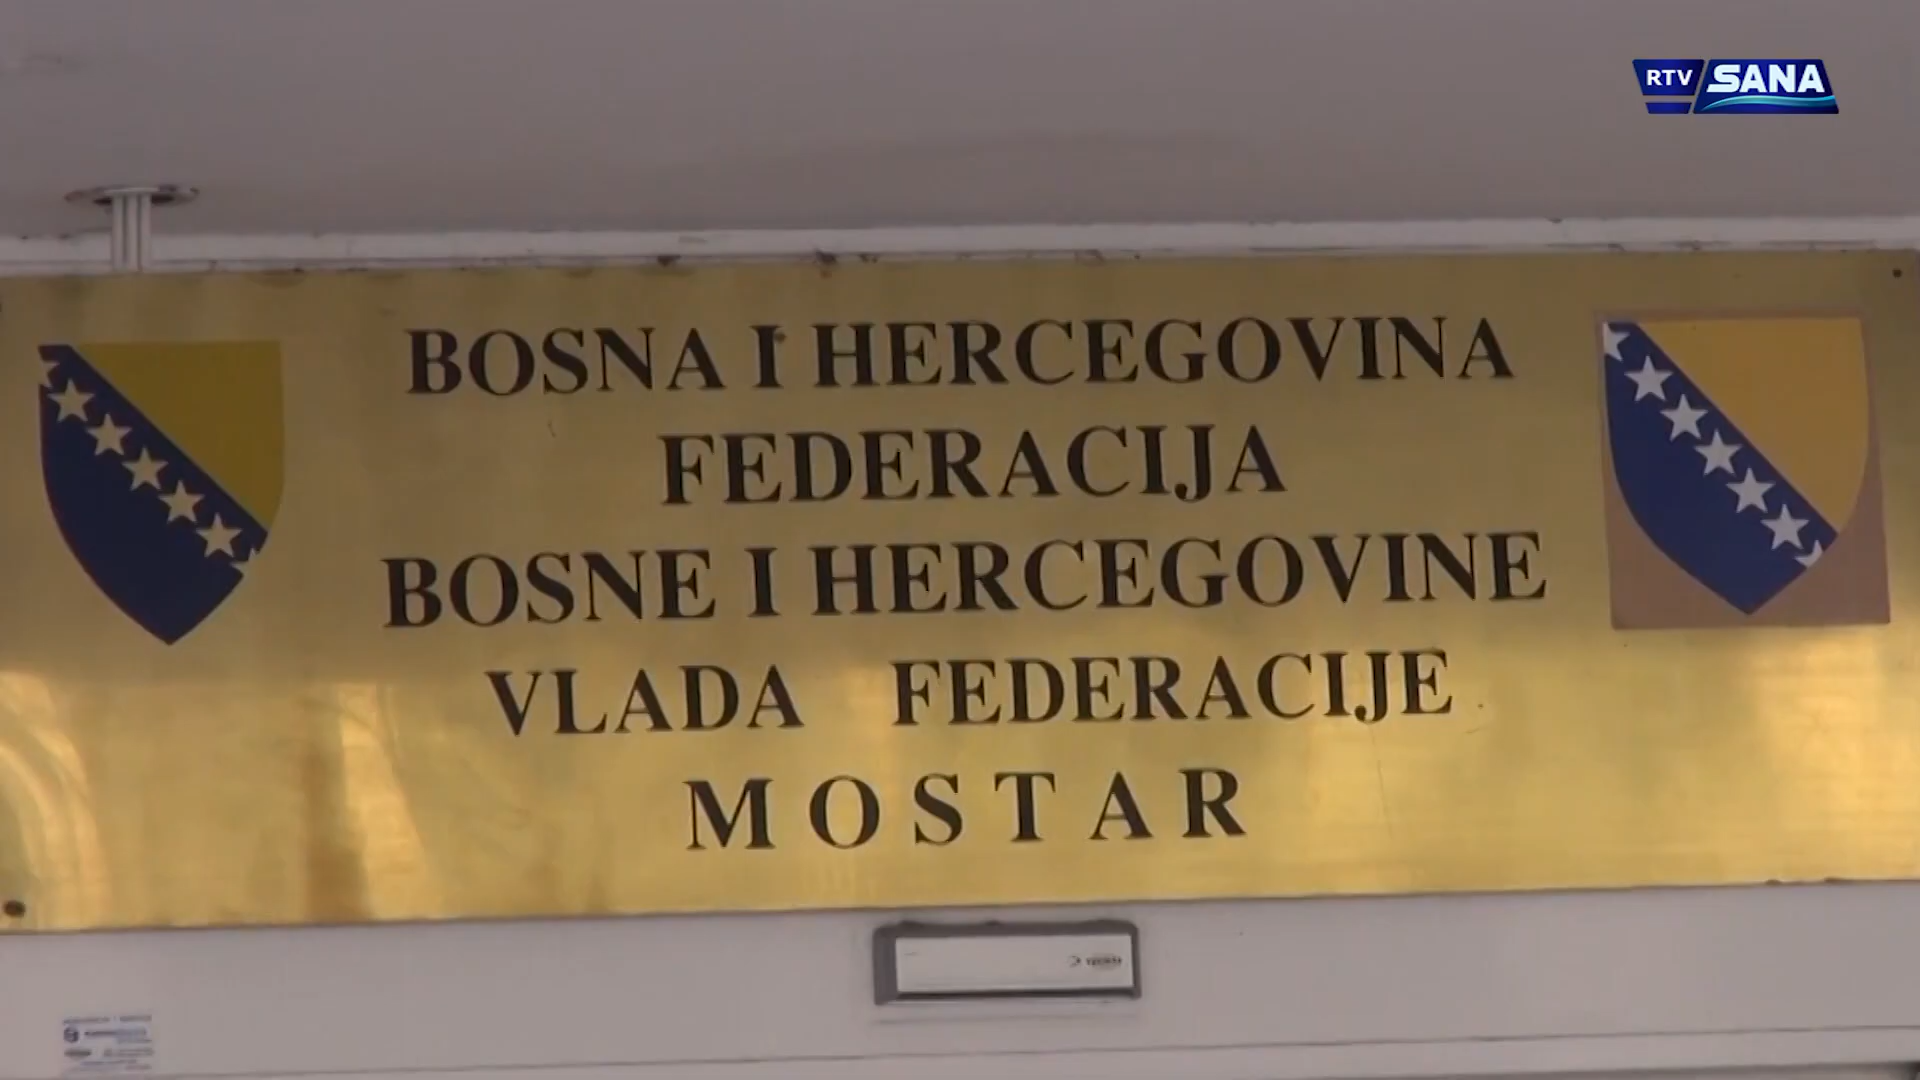 RTV SANA
BOSNA I HERCEGOVINA
FEDERACIJA
BOSNE I HERCEGOVINE
VLADA FEDERACIJE
MOSTAR